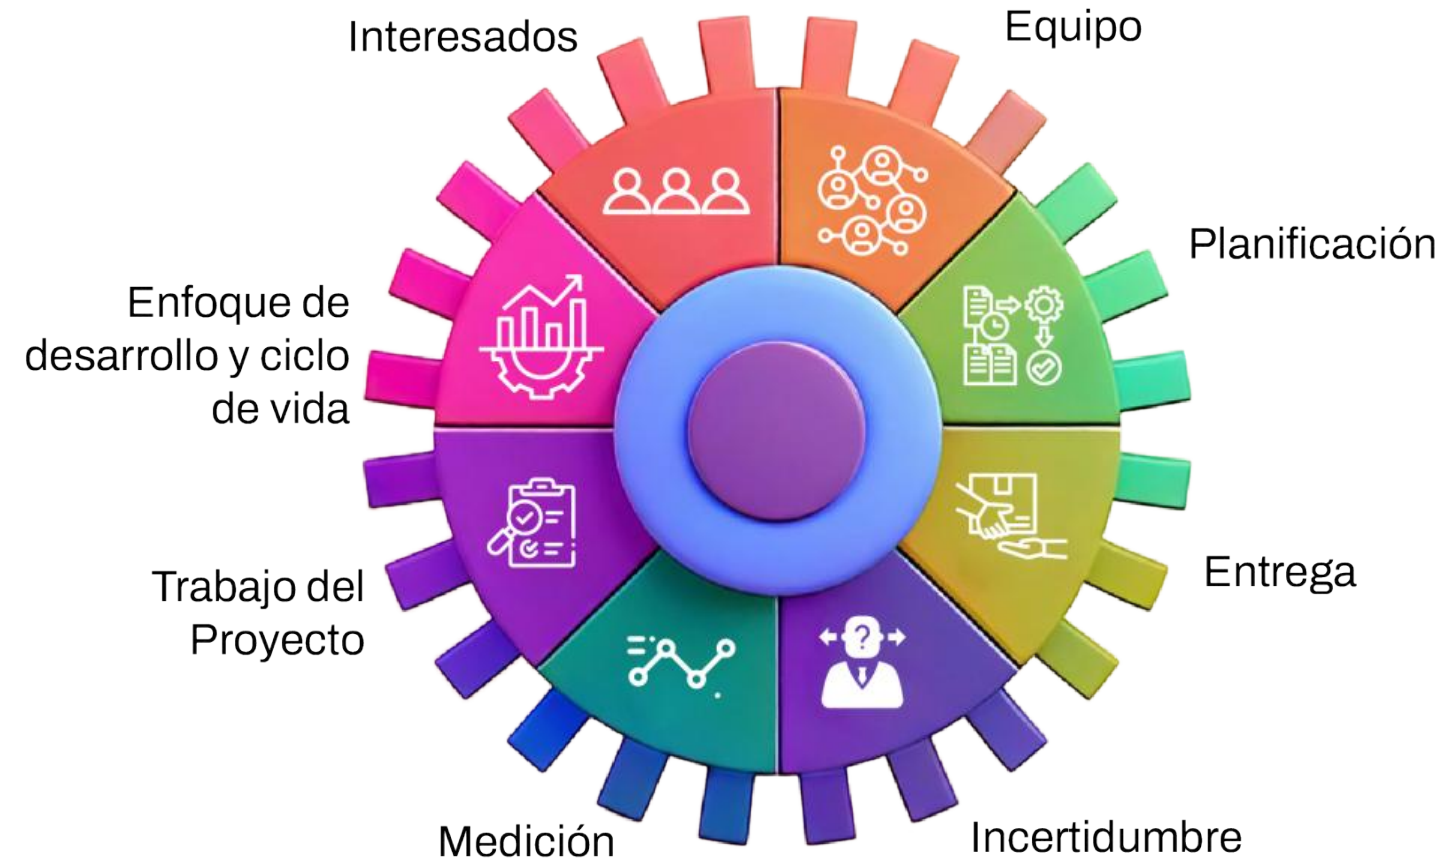 Interesados
Equipo
Planificación
Enfoque de
desarrollo y ciclo
de vida
Entrega
Trabajo del
Proyecto
?
Medición
Incertidumbre